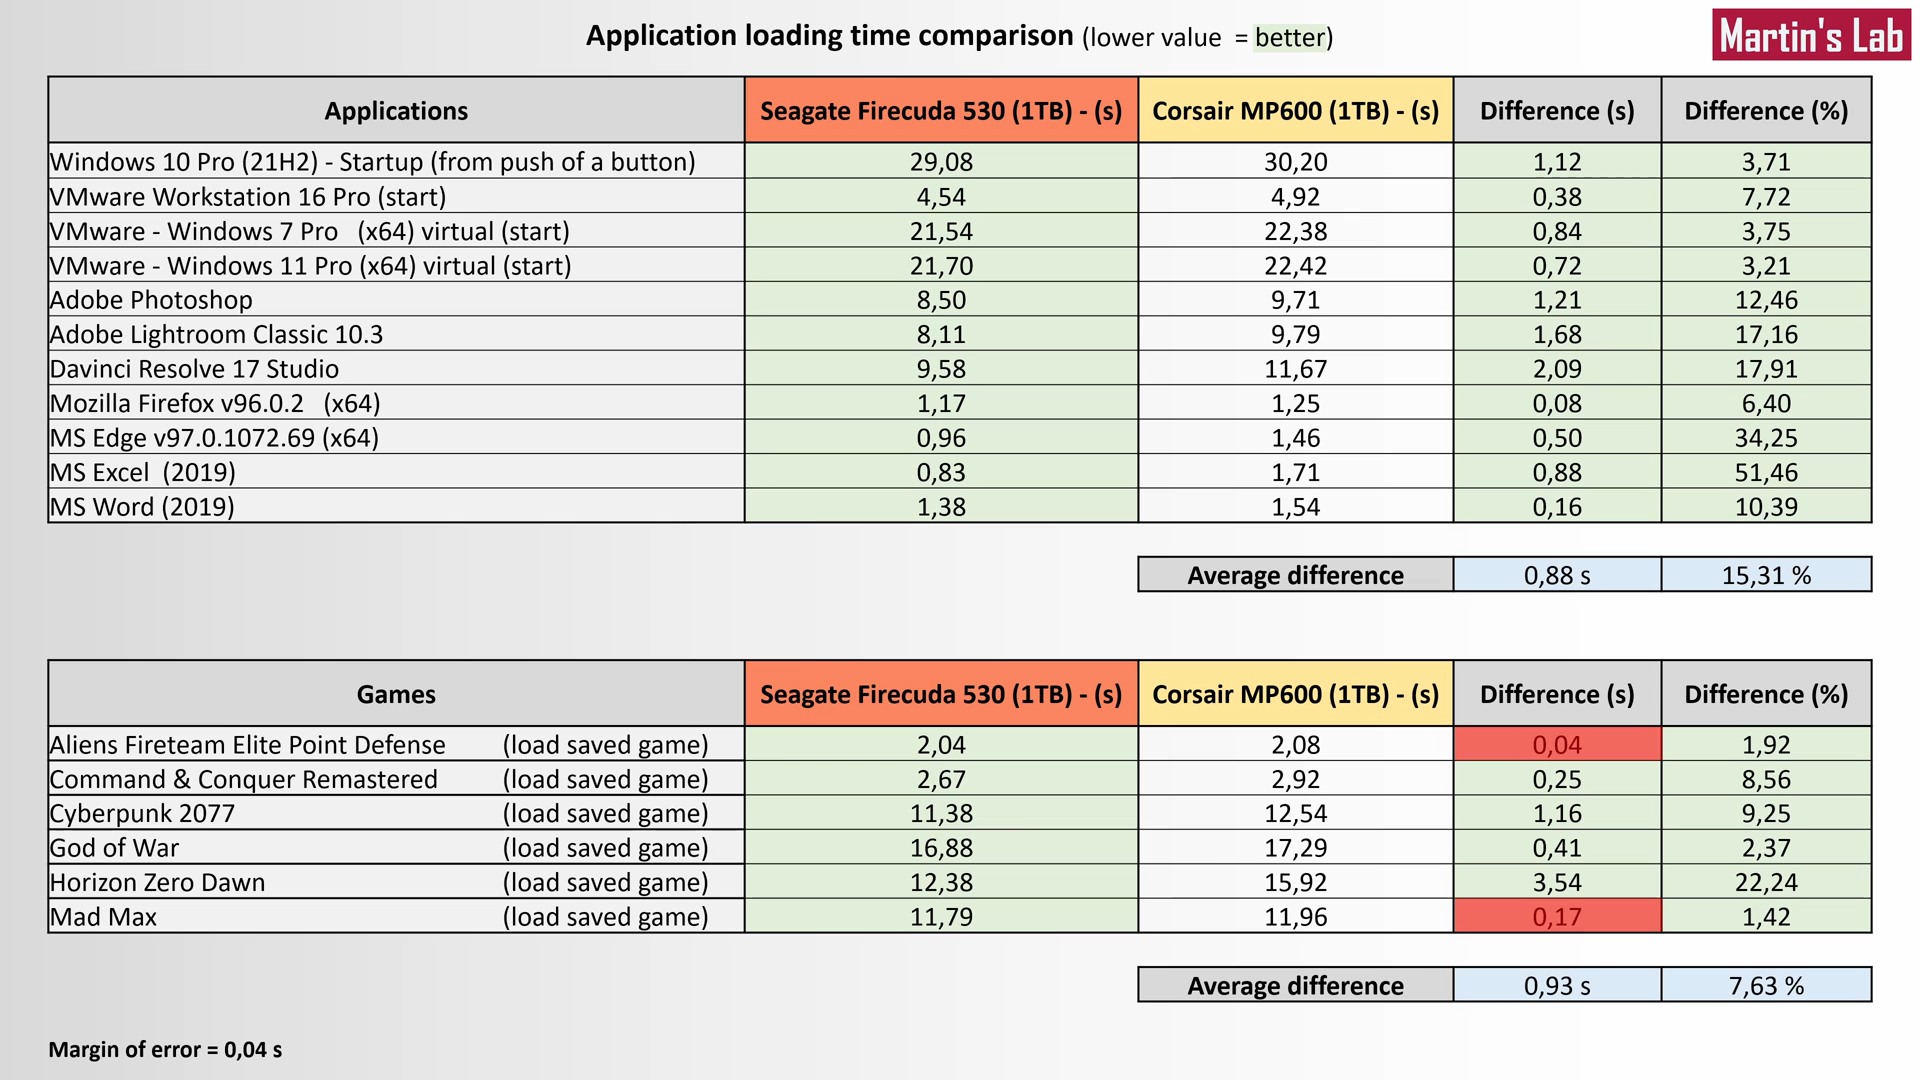 Application loading time comparison (lower value = better)
Martin's Lab
Applications Seagate Firecuda 530 (1TB) - (s) Corsair MP600 (1TB) - (s) Difference (s) Difference (%)
Windows 10 Pro (21H2) - Startup (from push of a button) 29,08 30,20 1,12 3,71
VMware Workstation 16 Pro (start) 4,54 4,92 0,38 7,72
VMware - Windows 7 Pro (x64) virtual (start) 21,54 22,38 0,84 3,75
VMware - Windows 11 Pro (x64) virtual (start) 21,70 22,42 0,72 3,21
Adobe Photoshop 8,50 9,71 1,21 12,46
Adobe Lightroom Classic 10.3 8,11 9,79 1,68 17,16
Davinci Resolve 17 Studio 9,58 11,67 2,09 17,91
Mozilla Firefox v96.0.2 (x64) 1,17 1,25 0,08 6,40
MS Edge v97.0.1072.69 (x64) 0,96 1,46 0,50 34,25
MS Excel (2019) 0,83 1,71 0,88 51,46
MS Word (2019) 1,38 1,54 0,16 10,39
Average difference 0,88 s 15,31 %
Games Seagate Firecuda 530 (1TB) - (s) Corsair MP600 (1TB) - (s) Difference (s) Difference (%)
Aliens Fireteam Elite Point Defense (load saved game) 2,04 2,08 0,04 1,92
Command & Conquer Remastered (load saved game) 2,67 2,92 0,25 8,56
Cyberpunk 2077 (load saved game) 11,38 12,54 1,16 9,25
God of War (load saved game) 16,88 17,29 0,41 2,37
Horizon Zero Dawn (load saved game) 12,38 15,92 3,54 22,24
Mad Max (load saved game) 11,79 11,96 0,17 1,42
Average difference 0,93 s 7,63 %
Margin of error = 0,04 s